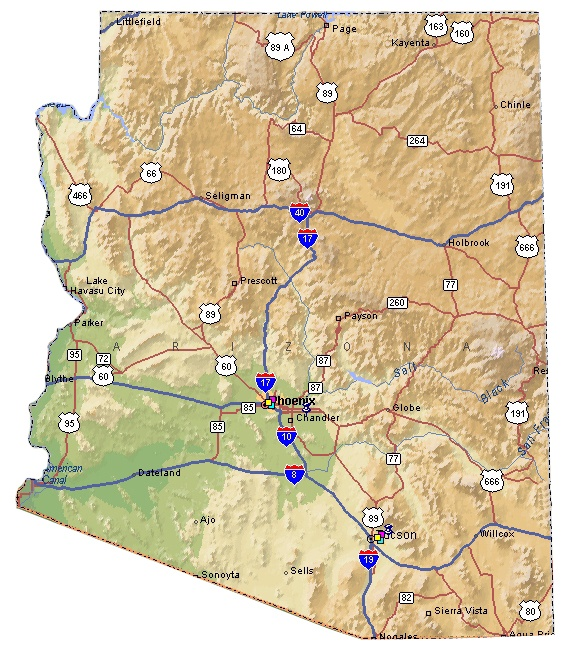 Lake Powell
Littlefield
Page
163
160
89 A
Kayenta
89
Chinle
64
264
66
180
191
466
Seligman
40
17
Holbrook
666
Lake
Havasu City
Prescott
77
89
260
Payson
Parker
A R I Z O N A
95
72
60
60
87
Salt
Blythe
17
87
Black
85
Phoenix
Globe
191
95
85
10
Chandler
American
Canal
Dateland
8
77
666
89
Ajo
Tucson
Willcox
19
Sonoyta
Sells
82
Sierra Vista
80
Nogales